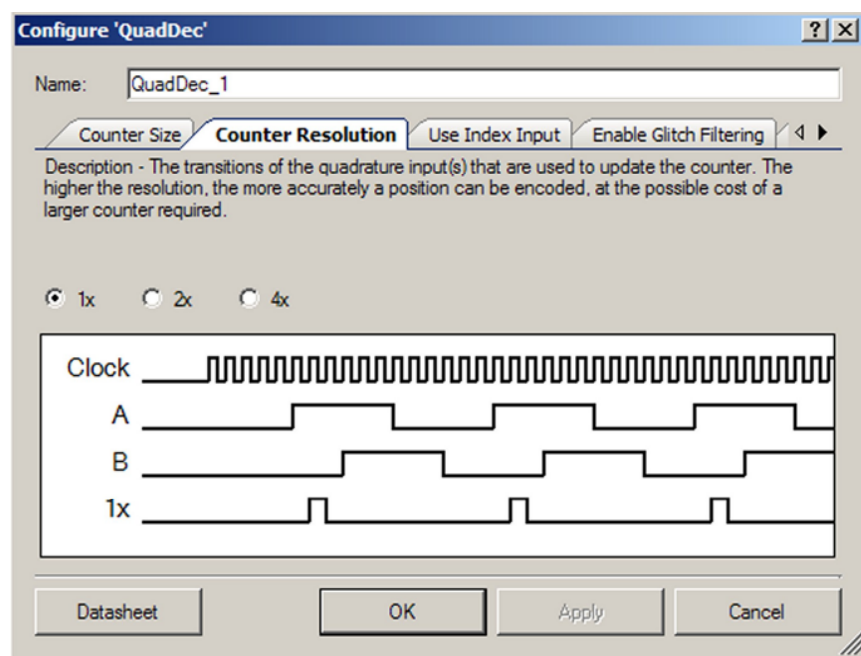 Configure 'QuadDec'
Name: QuadDec_1
Counter Size Counter Resolution Use Index Input Enable Glitch Filtering
Description - The transitions of the quadrature input(s) that are used to update the counter. The
higher the resolution, the more accurately a position can be encoded, at the possible cost of a
larger counter required.
1x 2x 4x
Clock
A
B
1x
Datasheet OK Apply Cancel